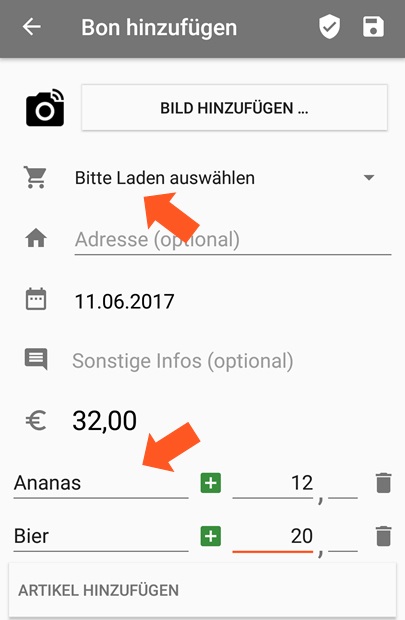 Bon hinzufügen
BILD HINZUFÜGEN ...
Bitte Laden auswählen
Adresse (optional)
11.06.2017
Sonstige Infos (optional)
€ 32,00
Ananas 12 ,
Bier 20 ,
ARTIKEL HINZUFÜGEN